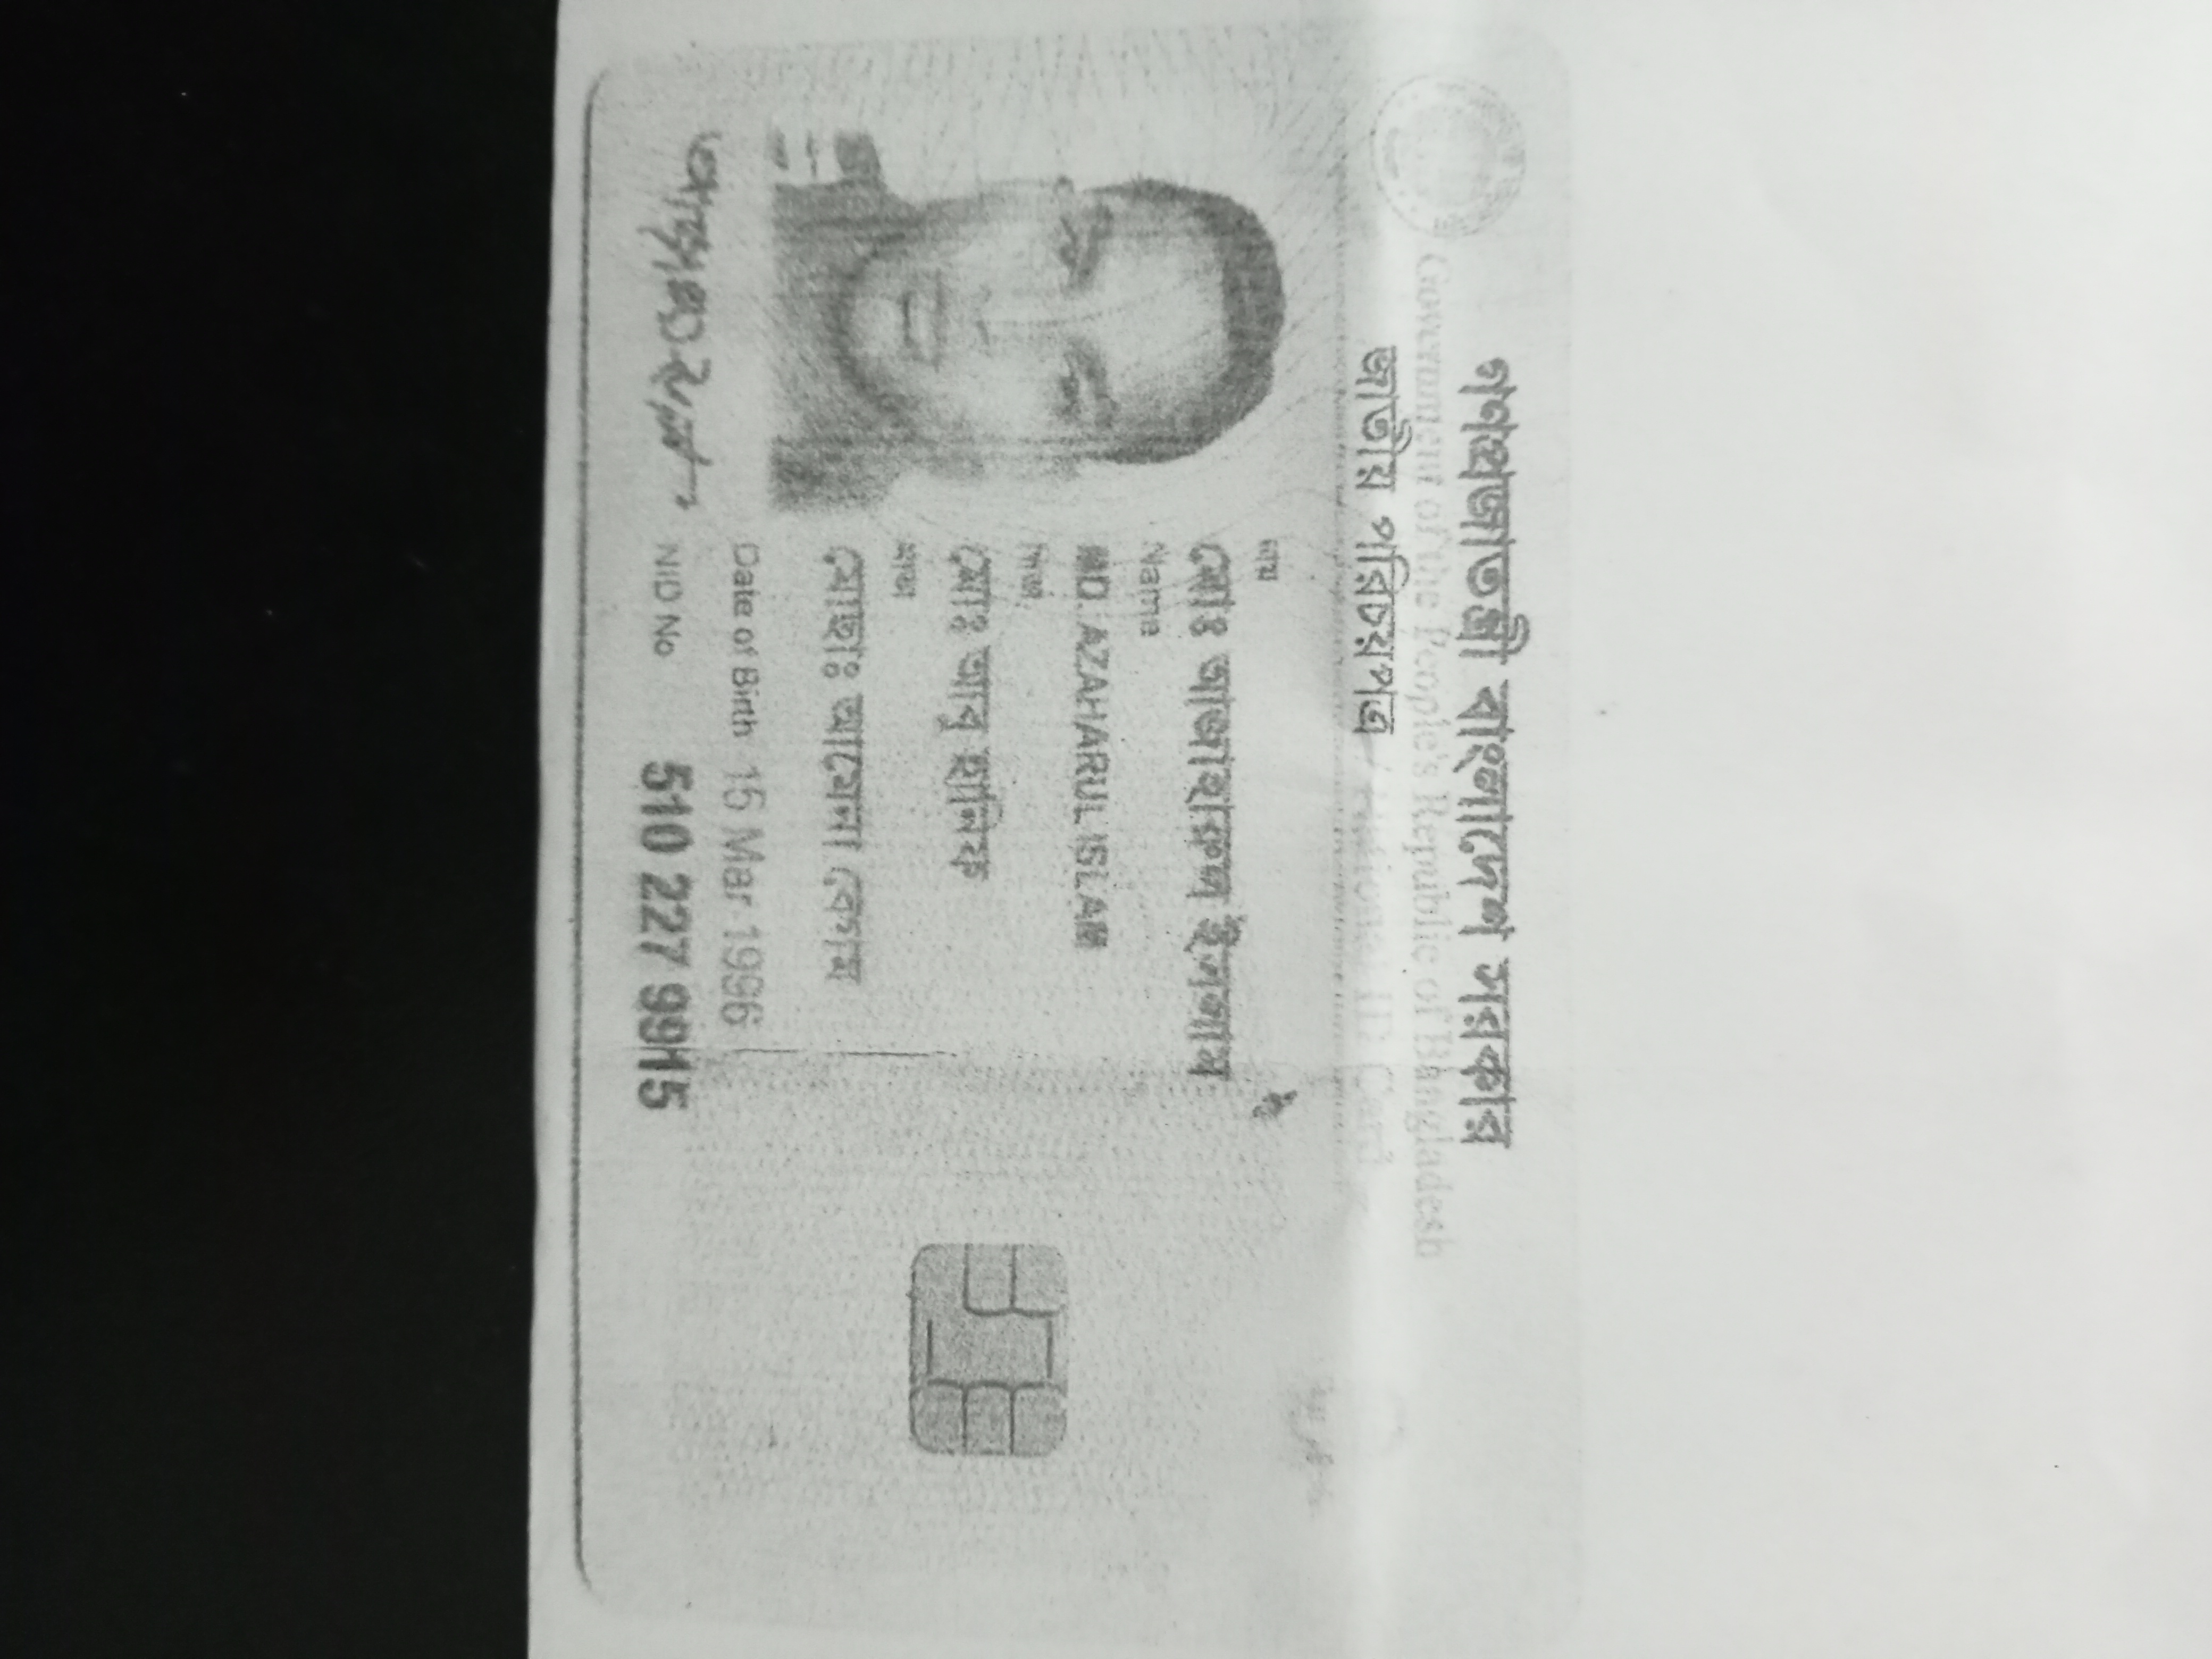 গণপ্রজাতন্ত্রী বাংলাদেশ সরকার
Government of the People's Republic of Bangladesh
জাতীয় পরিচয়পত্র / National ID Card
নাম
মোঃ আজাহারুল ইসলাম
Name
MD. AZAHARUL ISLAM
পিতা
মোঃ আবু হানিফ
মাতা
মোছাঃ আমেনা বেগম
Date of Birth 15 Mar 1996
NID No 510 227 9915